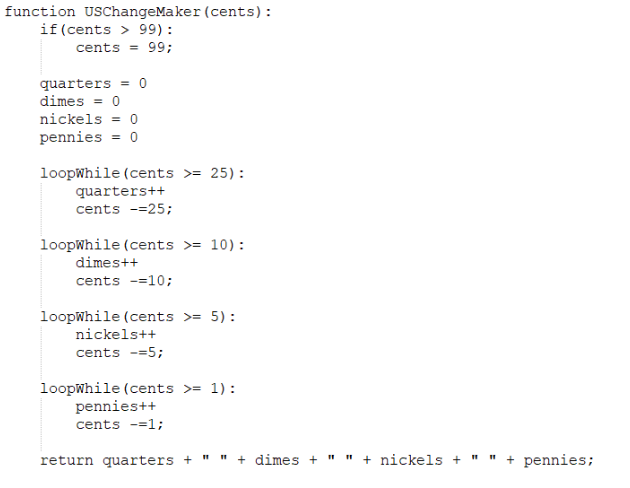 function USChangeMaker(cents):
    if(cents > 99):
        cents = 99;

    quarters = 0
    dimes = 0
    nickels = 0
    pennies = 0

    loopWhile(cents >= 25):
        quarters++
        cents -=25;

    loopWhile(cents >= 10):
        dimes++
        cents -=10;

    loopWhile(cents >= 5):
        nickels++
        cents -=5;

    loopWhile(cents >= 1):
        pennies++
        cents -=1;

    return quarters + " " + dimes + " " + nickels + " " + pennies;